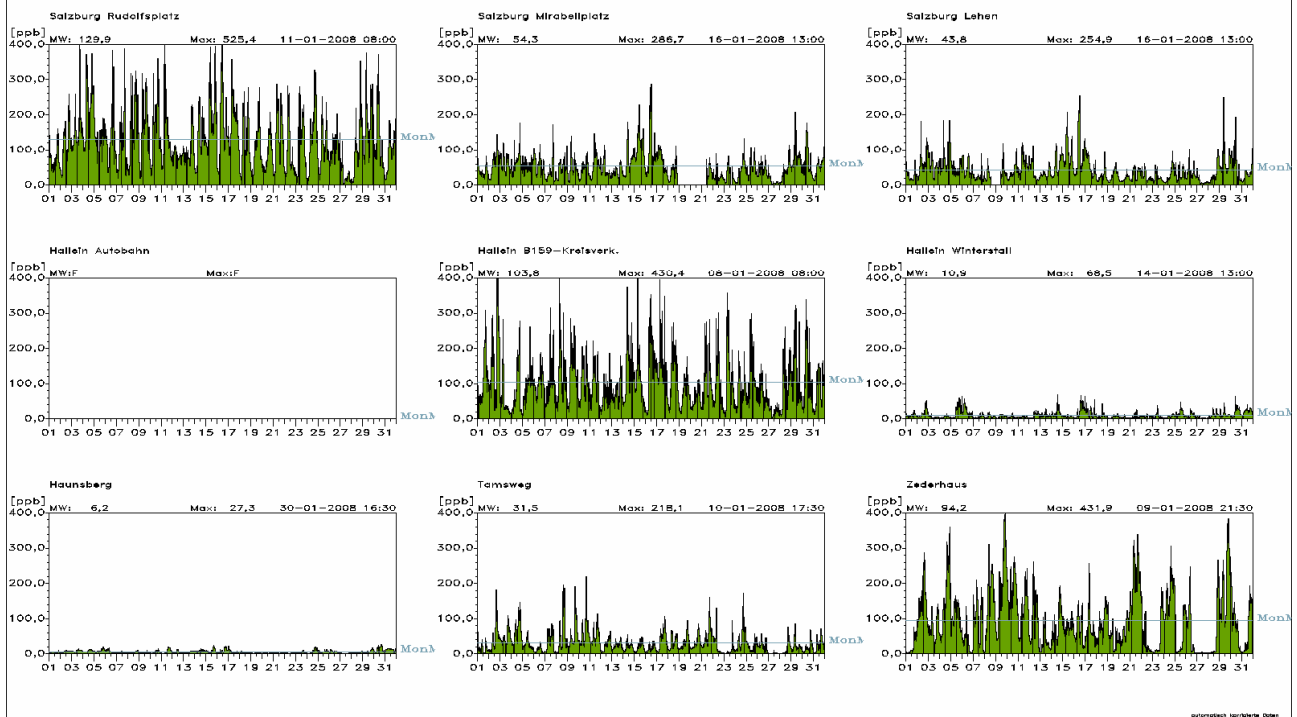 Salzburg Rudolfsplatz
[ppb] MW: 129,9 Max: 525,4 11-01-2008 08:00
400,0
300,0
200,0
MonM
100,0
0,0
01 03 05 07 09 11 13 15 17 19 21 23 25 27 29 31
Salzburg Mirabellplatz
[ppb] MW: 54,3 Max: 286,7 16-01-2008 13:00
400,0
300,0
200,0
100,0
MonM
0,0
01 03 05 07 09 11 13 15 17 19 21 23 25 27 29 31
Salzburg Lehen
[ppb] MW: 43,8 Max: 254,9 16-01-2008 13:00
400,0
300,0
200,0
100,0
MonM
0,0
01 03 05 07 09 11 13 15 17 19 21 23 25 27 29 31
Hallein Autobahn
[ppb] MW:F Max:F
400,0
300,0
200,0
100,0
0,0 MonM
01 03 05 07 09 11 13 15 17 19 21 23 25 27 29 31
Hallein B159-Kreisverk.
[ppb] MW: 103,8 Max: 430,4 08-01-2008 08:00
400,0
300,0
200,0
100,0 MonM
0,0
01 03 05 07 09 11 13 15 17 19 21 23 25 27 29 31
Hallein Winterstall
[ppb] MW: 10,9 Max: 68,5 14-01-2008 13:00
400,0
300,0
200,0
100,0
MonM
0,0
01 03 05 07 09 11 13 15 17 19 21 23 25 27 29 31
Haunsberg
[ppb] MW: 6,2 Max: 27,3 30-01-2008 16:30
400,0
300,0
200,0
100,0
0,0 MonM
01 03 05 07 09 11 13 15 17 19 21 23 25 27 29 31
Tamsweg
[ppb] MW: 31,5 Max: 218,1 10-01-2008 17:30
400,0
300,0
200,0
100,0
MonM
0,0
01 03 05 07 09 11 13 15 17 19 21 23 25 27 29 31
Zederhaus
[ppb] MW: 94,2 Max: 431,9 09-01-2008 21:30
400,0
300,0
200,0
100,0 MonM
0,0
01 03 05 07 09 11 13 15 17 19 21 23 25 27 29 31
automatisch korrigierte Daten